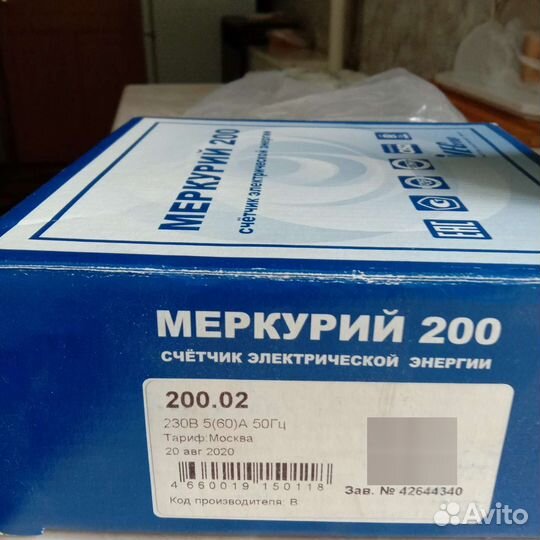 МЕРКУРИЙ 200
СЧЁТЧИК ЭЛЕКТРИЧЕСКОЙ ЭНЕРГИИ
МЕРКУРИЙ 200
СЧЁТЧИК ЭЛЕКТРИЧЕСКОЙ ЭНЕРГИИ
200.02
230В 5(60)А 50Гц
Тариф:Москва
20 авг 2020
4 660019 150118
Код производителя: В
Зав. № 42644340
Avito